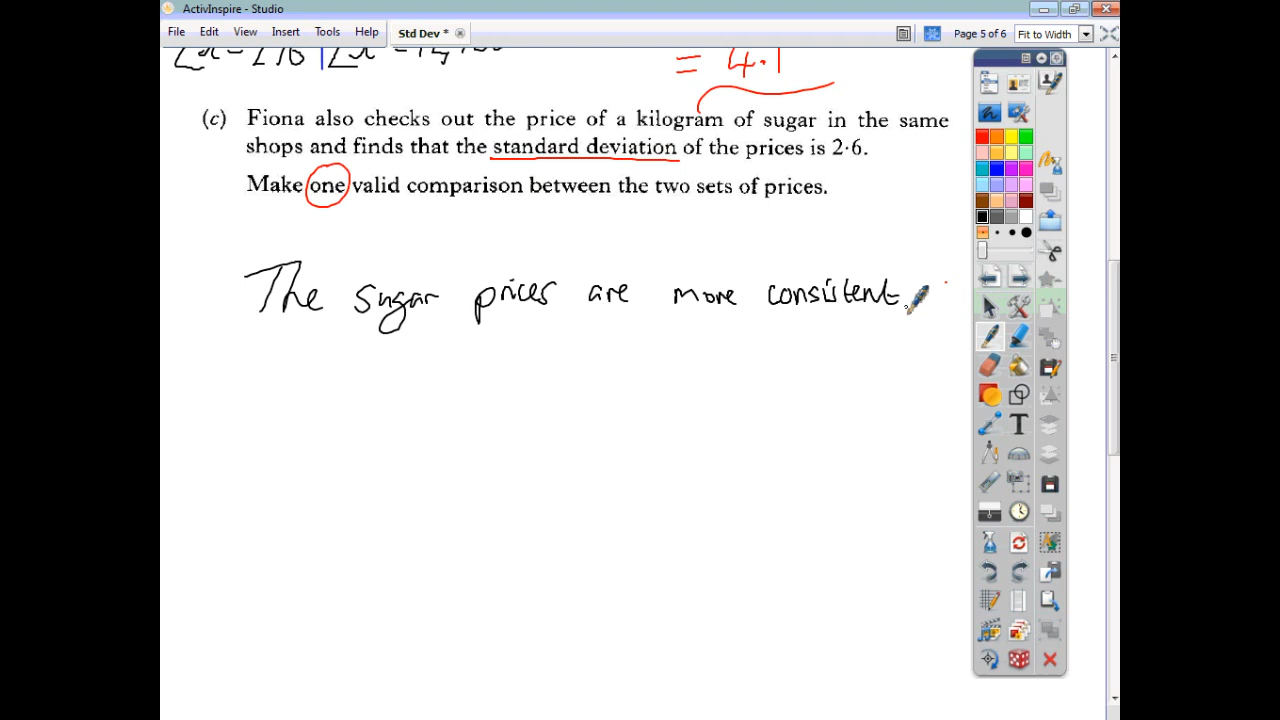 ActivInspire - Studio
File Edit View Insert Tools Help Std Dev * Page 5 of 6 Fit to Width
= 4.1
(c) Fiona also checks out the price of a kilogram of sugar in the same
shops and finds that the standard deviation of the prices is 2·6.
Make one valid comparison between the two sets of prices.
The sugar prices are more consistent.
T